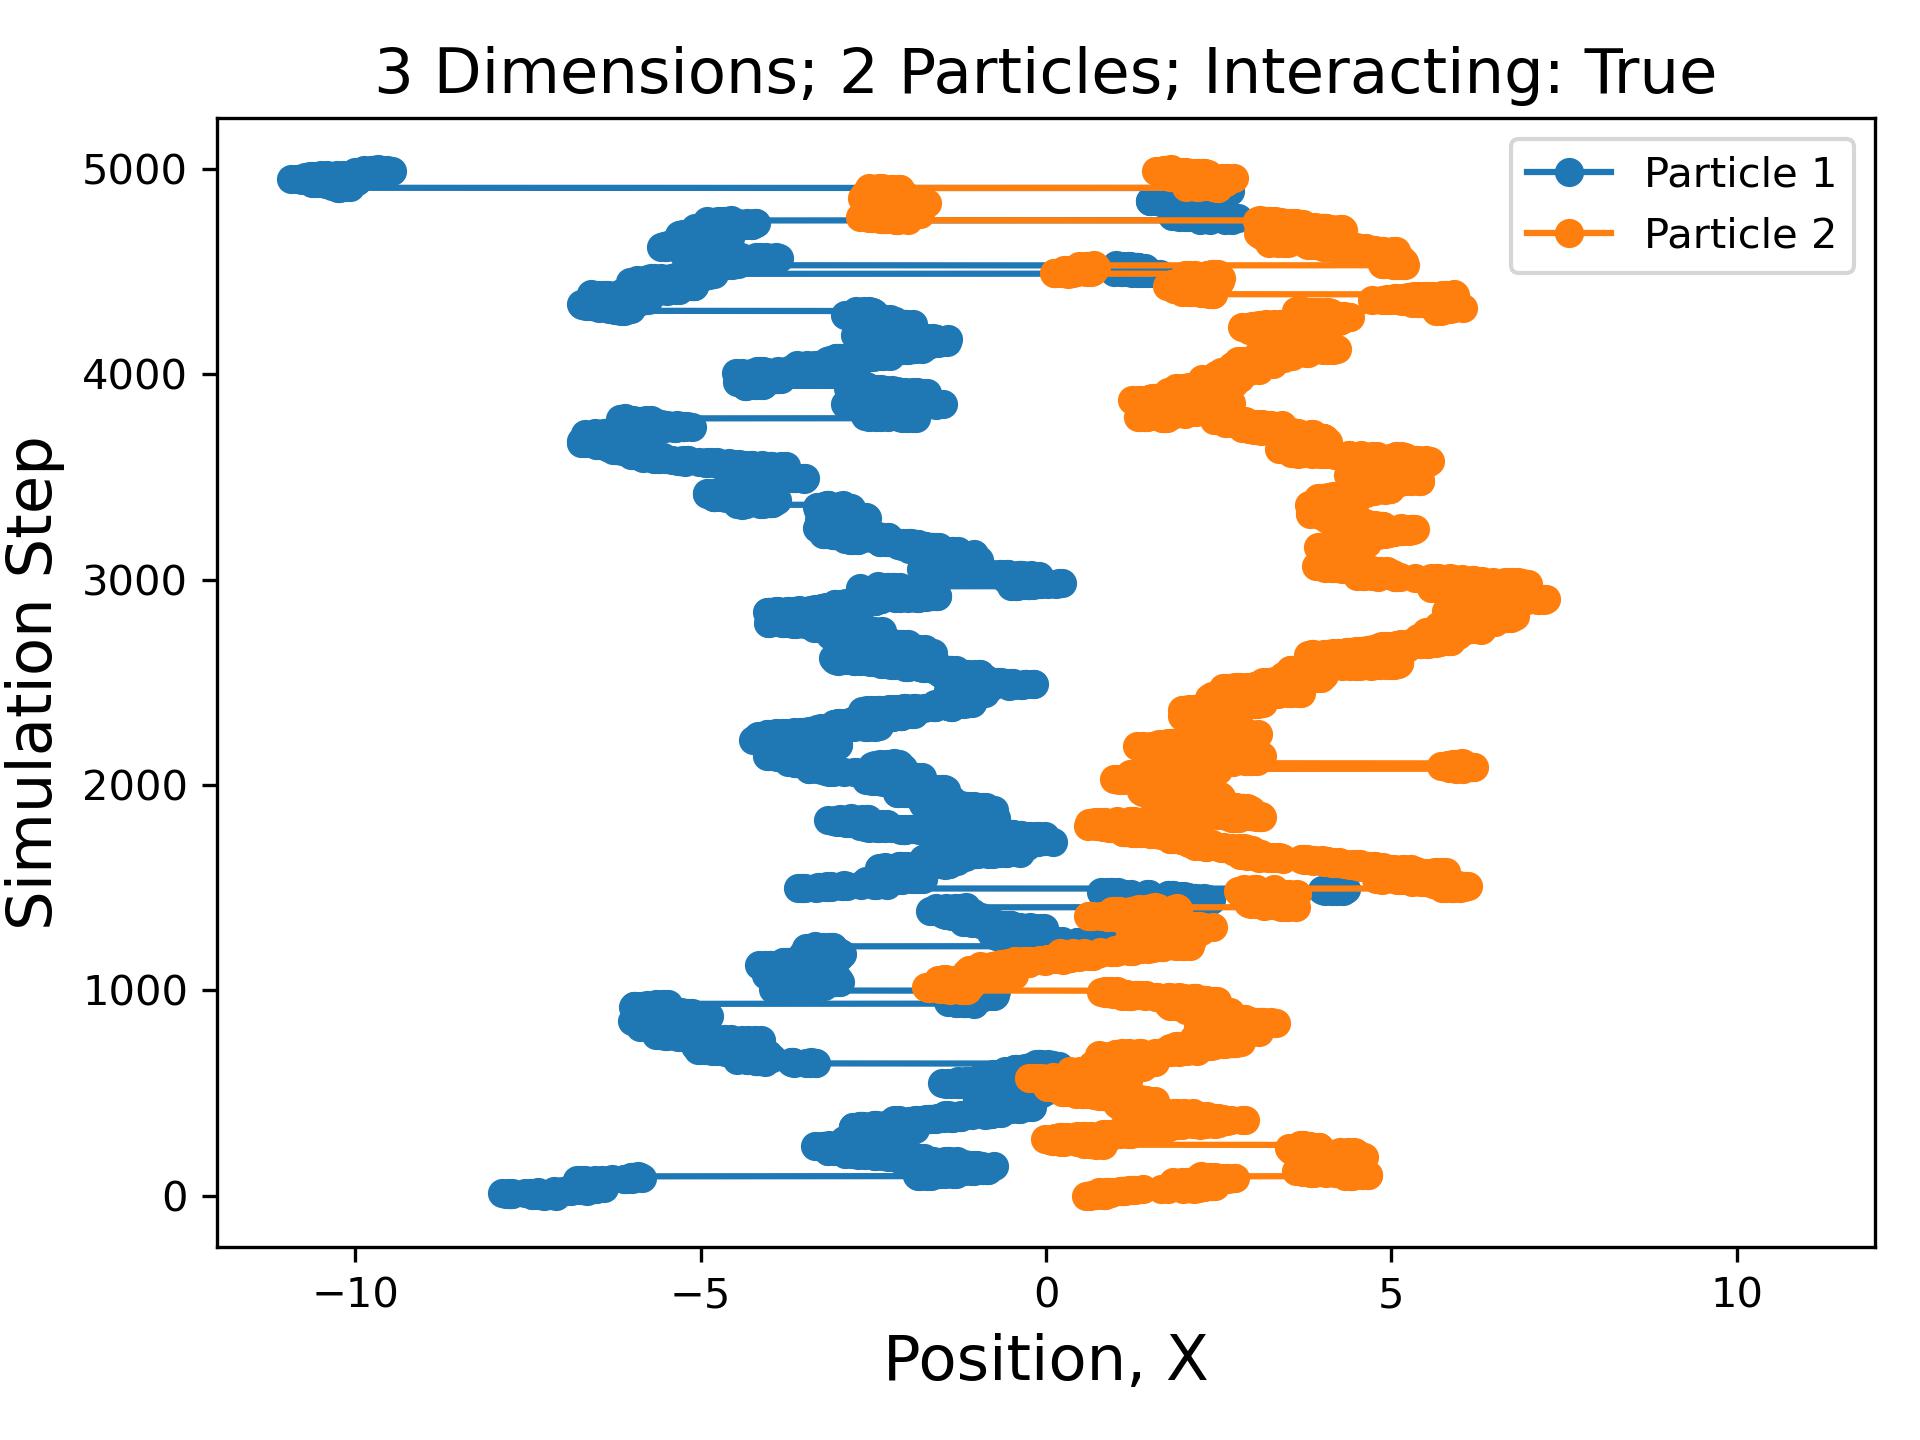 3 Dimensions; 2 Particles; Interacting: True
Particle 1
Particle 2
5000
4000
3000
2000
1000
0
Simulation Step
−10
−5
0
5
10
Position, X